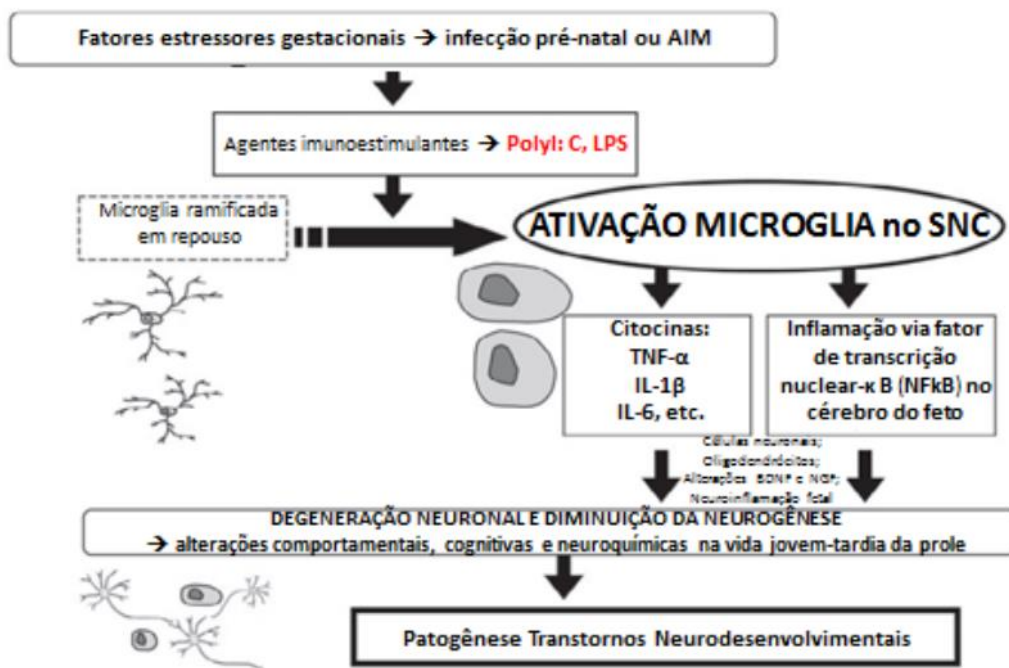 Fatores estressores gestacionais → infecção pré-natal ou AIM
Agentes imunoestimulantes → PolyI: C, LPS
Microglia ramificada
em repouso
ATIVAÇÃO MICROGLIA no SNC
Citocinas:
TNF-α
IL-1β
IL-6, etc.
Inflamação via fator
de transcrição
nuclear-κ B (NFkB) no
cérebro do feto
Células neuronais;
Oligodendrócitos;
Alterações BDNF e NGF;
Neuroinflamação fetal
DEGENERAÇÃO NEURONAL E DIMINUIÇÃO DA NEUROGÊNESE
→ alterações comportamentais, cognitivas e neuroquímicas na vida jovem-tardia da prole
Patogênese Transtornos Neurodesenvolvimentais